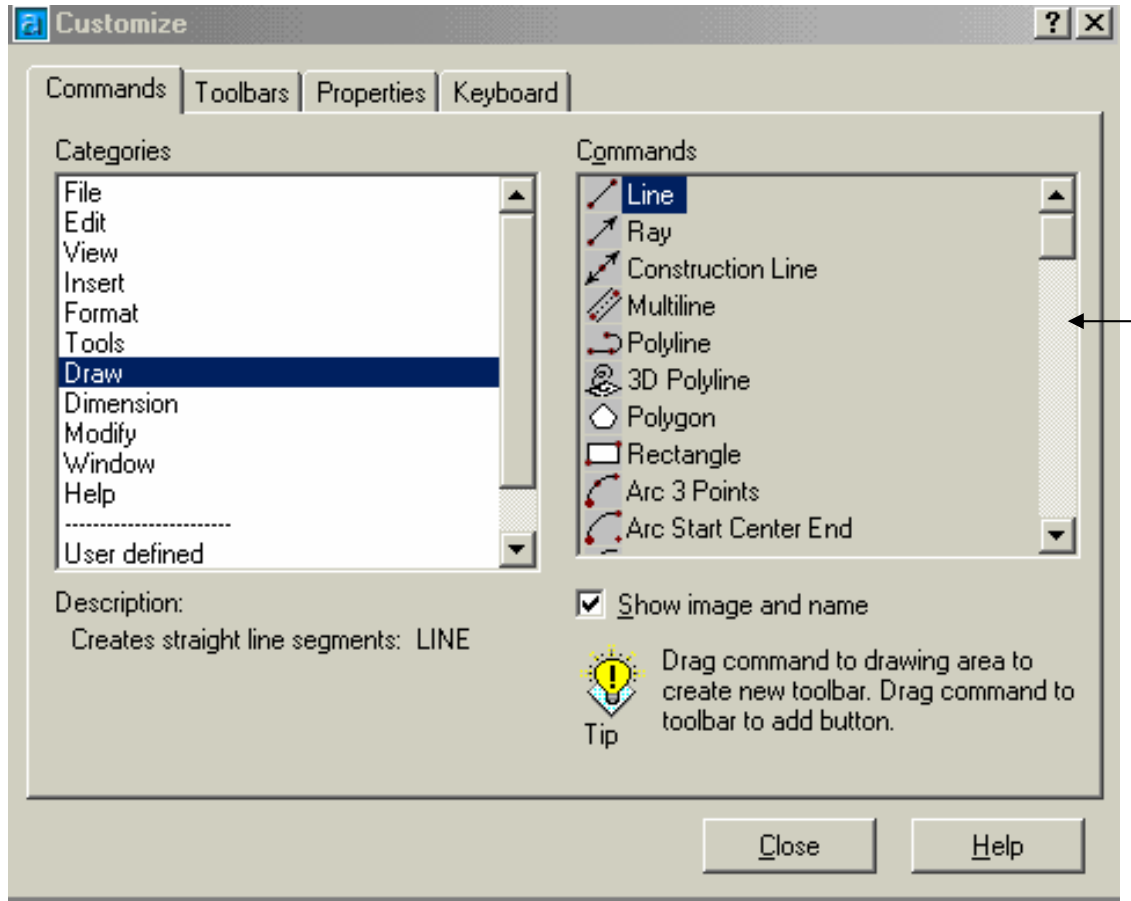 Customize
Commands Toolbars Properties Keyboard
Categories
File
Edit
View
Insert
Format
Tools
Draw
Dimension
Modify
Window
Help
-----------------------
User defined
Commands
Line
Ray
Construction Line
Multiline
Polyline
3D Polyline
Polygon
Rectangle
Arc 3 Points
Arc Start Center End
Description:
Creates straight line segments: LINE
Show image and name
Tip
Drag command to drawing area to
create new toolbar. Drag command to
toolbar to add button.
Close Help